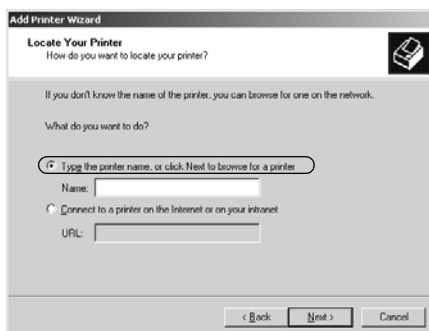 Add Printer Wizard
Locate Your Printer
How do you want to locate your printer?
If you don't know the name of the printer, you can browse for one on the network.
What do you want to do?
Type the printer name, or click Next to browse for a printer
Name:
Connect to a printer on the Internet or on your intranet
URL:
< Back Next > Cancel